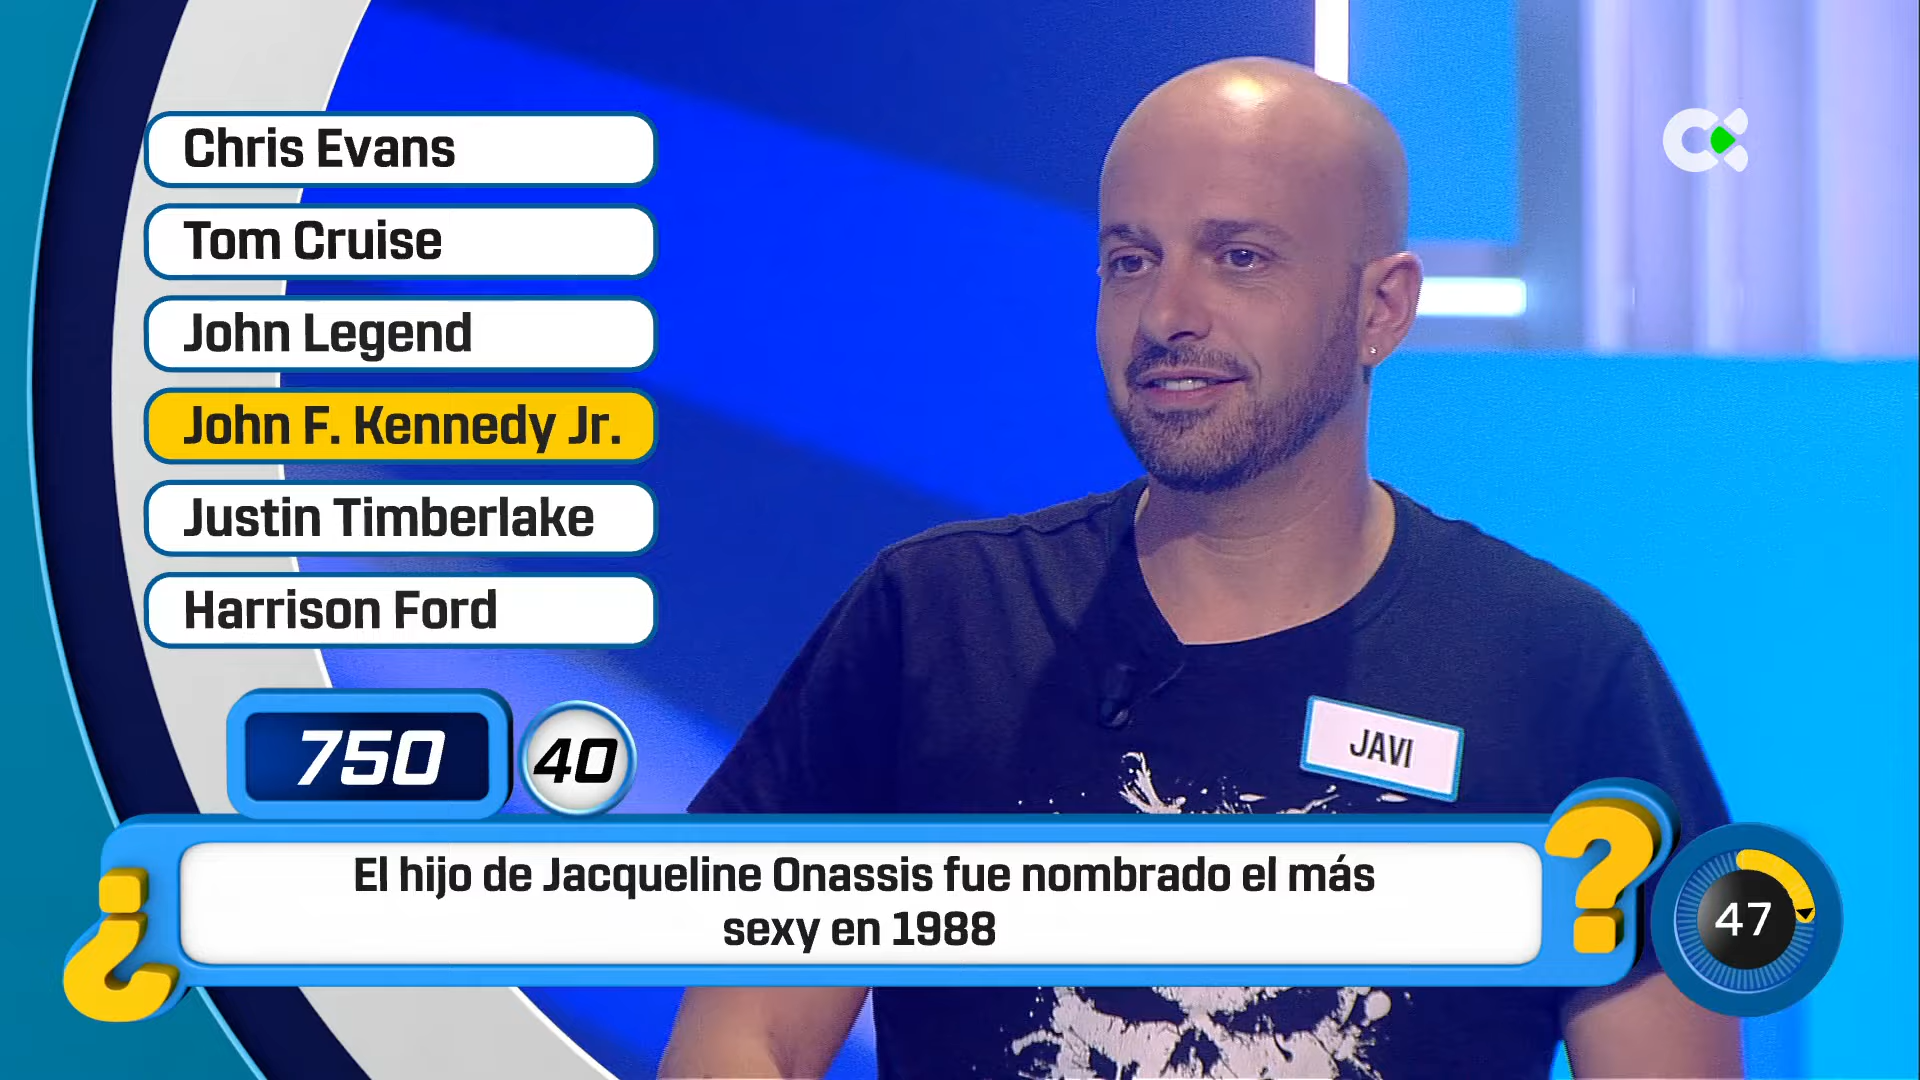 Chris Evans
Tom Cruise
John Legend
John F. Kennedy Jr.
Justin Timberlake
Harrison Ford
750
40
JAVI
¿
El hijo de Jacqueline Onassis fue nombrado el más
sexy en 1988
?
47